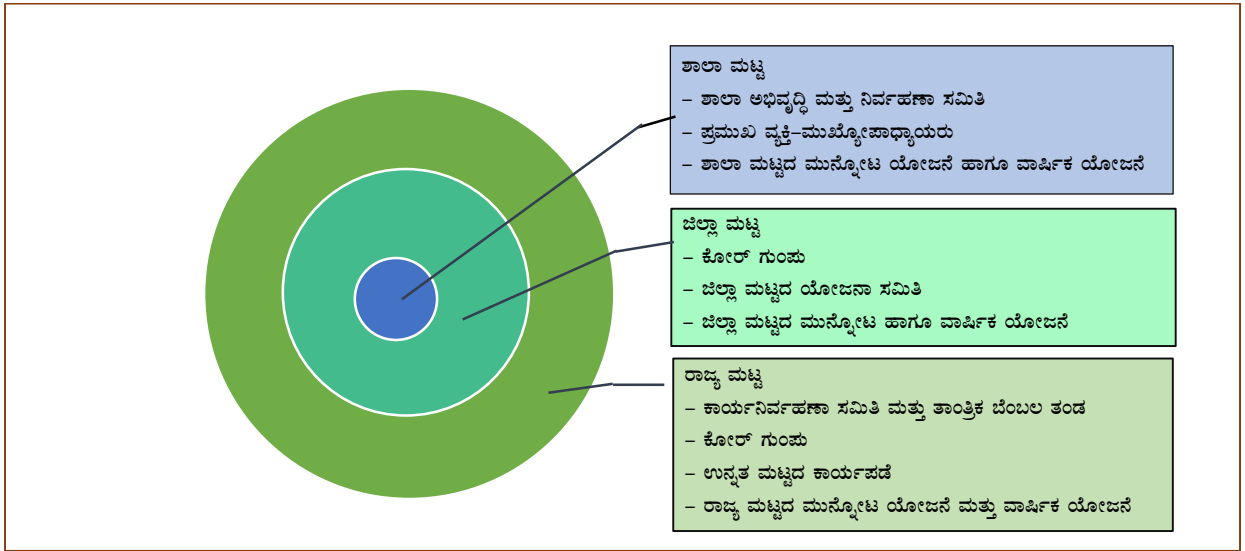 ಶಾಲಾ ಮಟ್ಟ
– ಶಾಲಾ ಅಭಿವೃದ್ಧಿ ಮತ್ತು ನಿರ್ವಹಣಾ ಸಮಿತಿ
– ಪ್ರಮುಖ ವ್ಯಕ್ತಿ–ಮುಖ್ಯೋಪಾಧ್ಯಾಯರು
– ಶಾಲಾ ಮಟ್ಟದ ಮುನ್ನೋಟ ಯೋಜನೆ ಹಾಗೂ ವಾರ್ಷಿಕ ಯೋಜನೆ
ಜಿಲ್ಲಾ ಮಟ್ಟ
– ಕೋರ್ ಗುಂಪು
– ಜಿಲ್ಲಾ ಮಟ್ಟದ ಯೋಜನಾ ಸಮಿತಿ
– ಜಿಲ್ಲಾ ಮಟ್ಟದ ಮುನ್ನೋಟ ಹಾಗೂ ವಾರ್ಷಿಕ ಯೋಜನೆ
ರಾಜ್ಯ ಮಟ್ಟ
– ಕಾರ್ಯನಿರ್ವಹಣಾ ಸಮಿತಿ ಮತ್ತು ತಾಂತ್ರಿಕ ಬೆಂಬಲ ತಂಡ
– ಕೋರ್ ಗುಂಪು
– ಉನ್ನತ ಮಟ್ಟದ ಕಾರ್ಯಪಡೆ
– ರಾಜ್ಯ ಮಟ್ಟದ ಮುನ್ನೋಟ ಯೋಜನೆ ಮತ್ತು ವಾರ್ಷಿಕ ಯೋಜನೆ